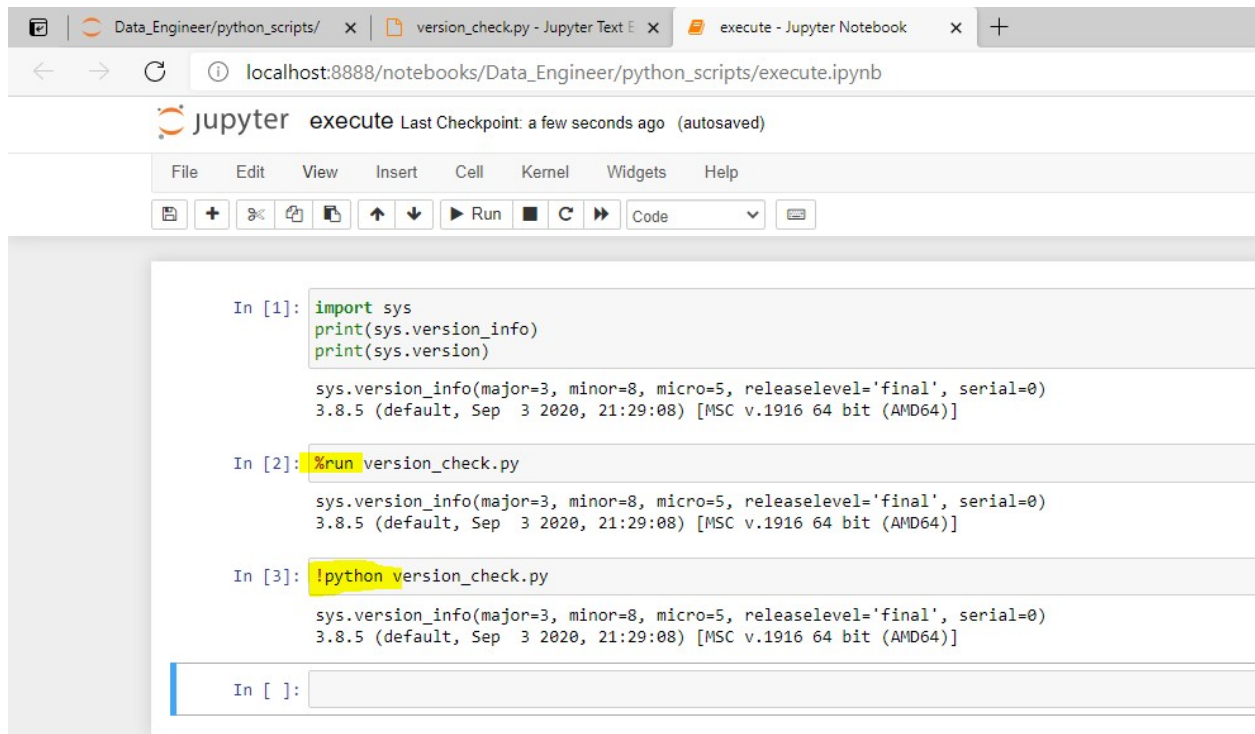 Data_Engineer/python_scripts/
version_check.py - Jupyter Text E
execute - Jupyter Notebook
localhost:8888/notebooks/Data_Engineer/python_scripts/execute.ipynb
jupyter execute Last Checkpoint: a few seconds ago (autosaved)
File Edit View Insert Cell Kernel Widgets Help
Run Code
In [1]: import sys
print(sys.version_info)
print(sys.version)
sys.version_info(major=3, minor=8, micro=5, releaselevel='final', serial=0)
3.8.5 (default, Sep  3 2020, 21:29:08) [MSC v.1916 64 bit (AMD64)]
In [2]: %run version_check.py
sys.version_info(major=3, minor=8, micro=5, releaselevel='final', serial=0)
3.8.5 (default, Sep  3 2020, 21:29:08) [MSC v.1916 64 bit (AMD64)]
In [3]: !python version_check.py
sys.version_info(major=3, minor=8, micro=5, releaselevel='final', serial=0)
3.8.5 (default, Sep  3 2020, 21:29:08) [MSC v.1916 64 bit (AMD64)]
In [ ]: